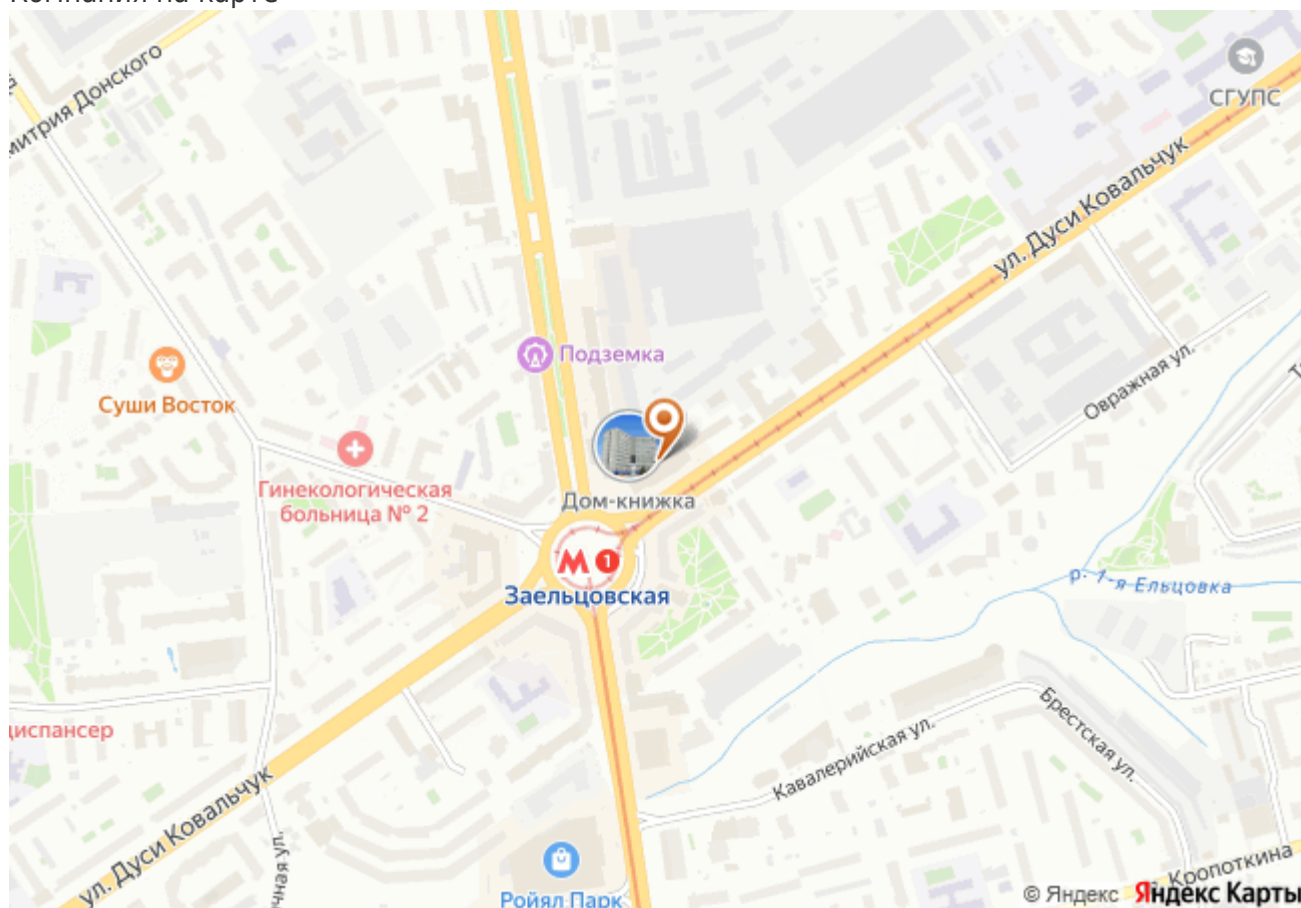 Компания на карте
митрия Донского
СГУПС
ул. Дуси Ковальчук
Подземка
Овражная ул.
Суши Восток
Гинекологическая
больница № 2
Дом-книжка
М 1
Заельцовская
р. 1-я Ельцовка
испансер
Брестская ул.
Кавалерийская ул.
ул. Дуси Ковальчук
чная ул.
Ройял Парк
Кропоткина
© Яндекс Яндекс Карты